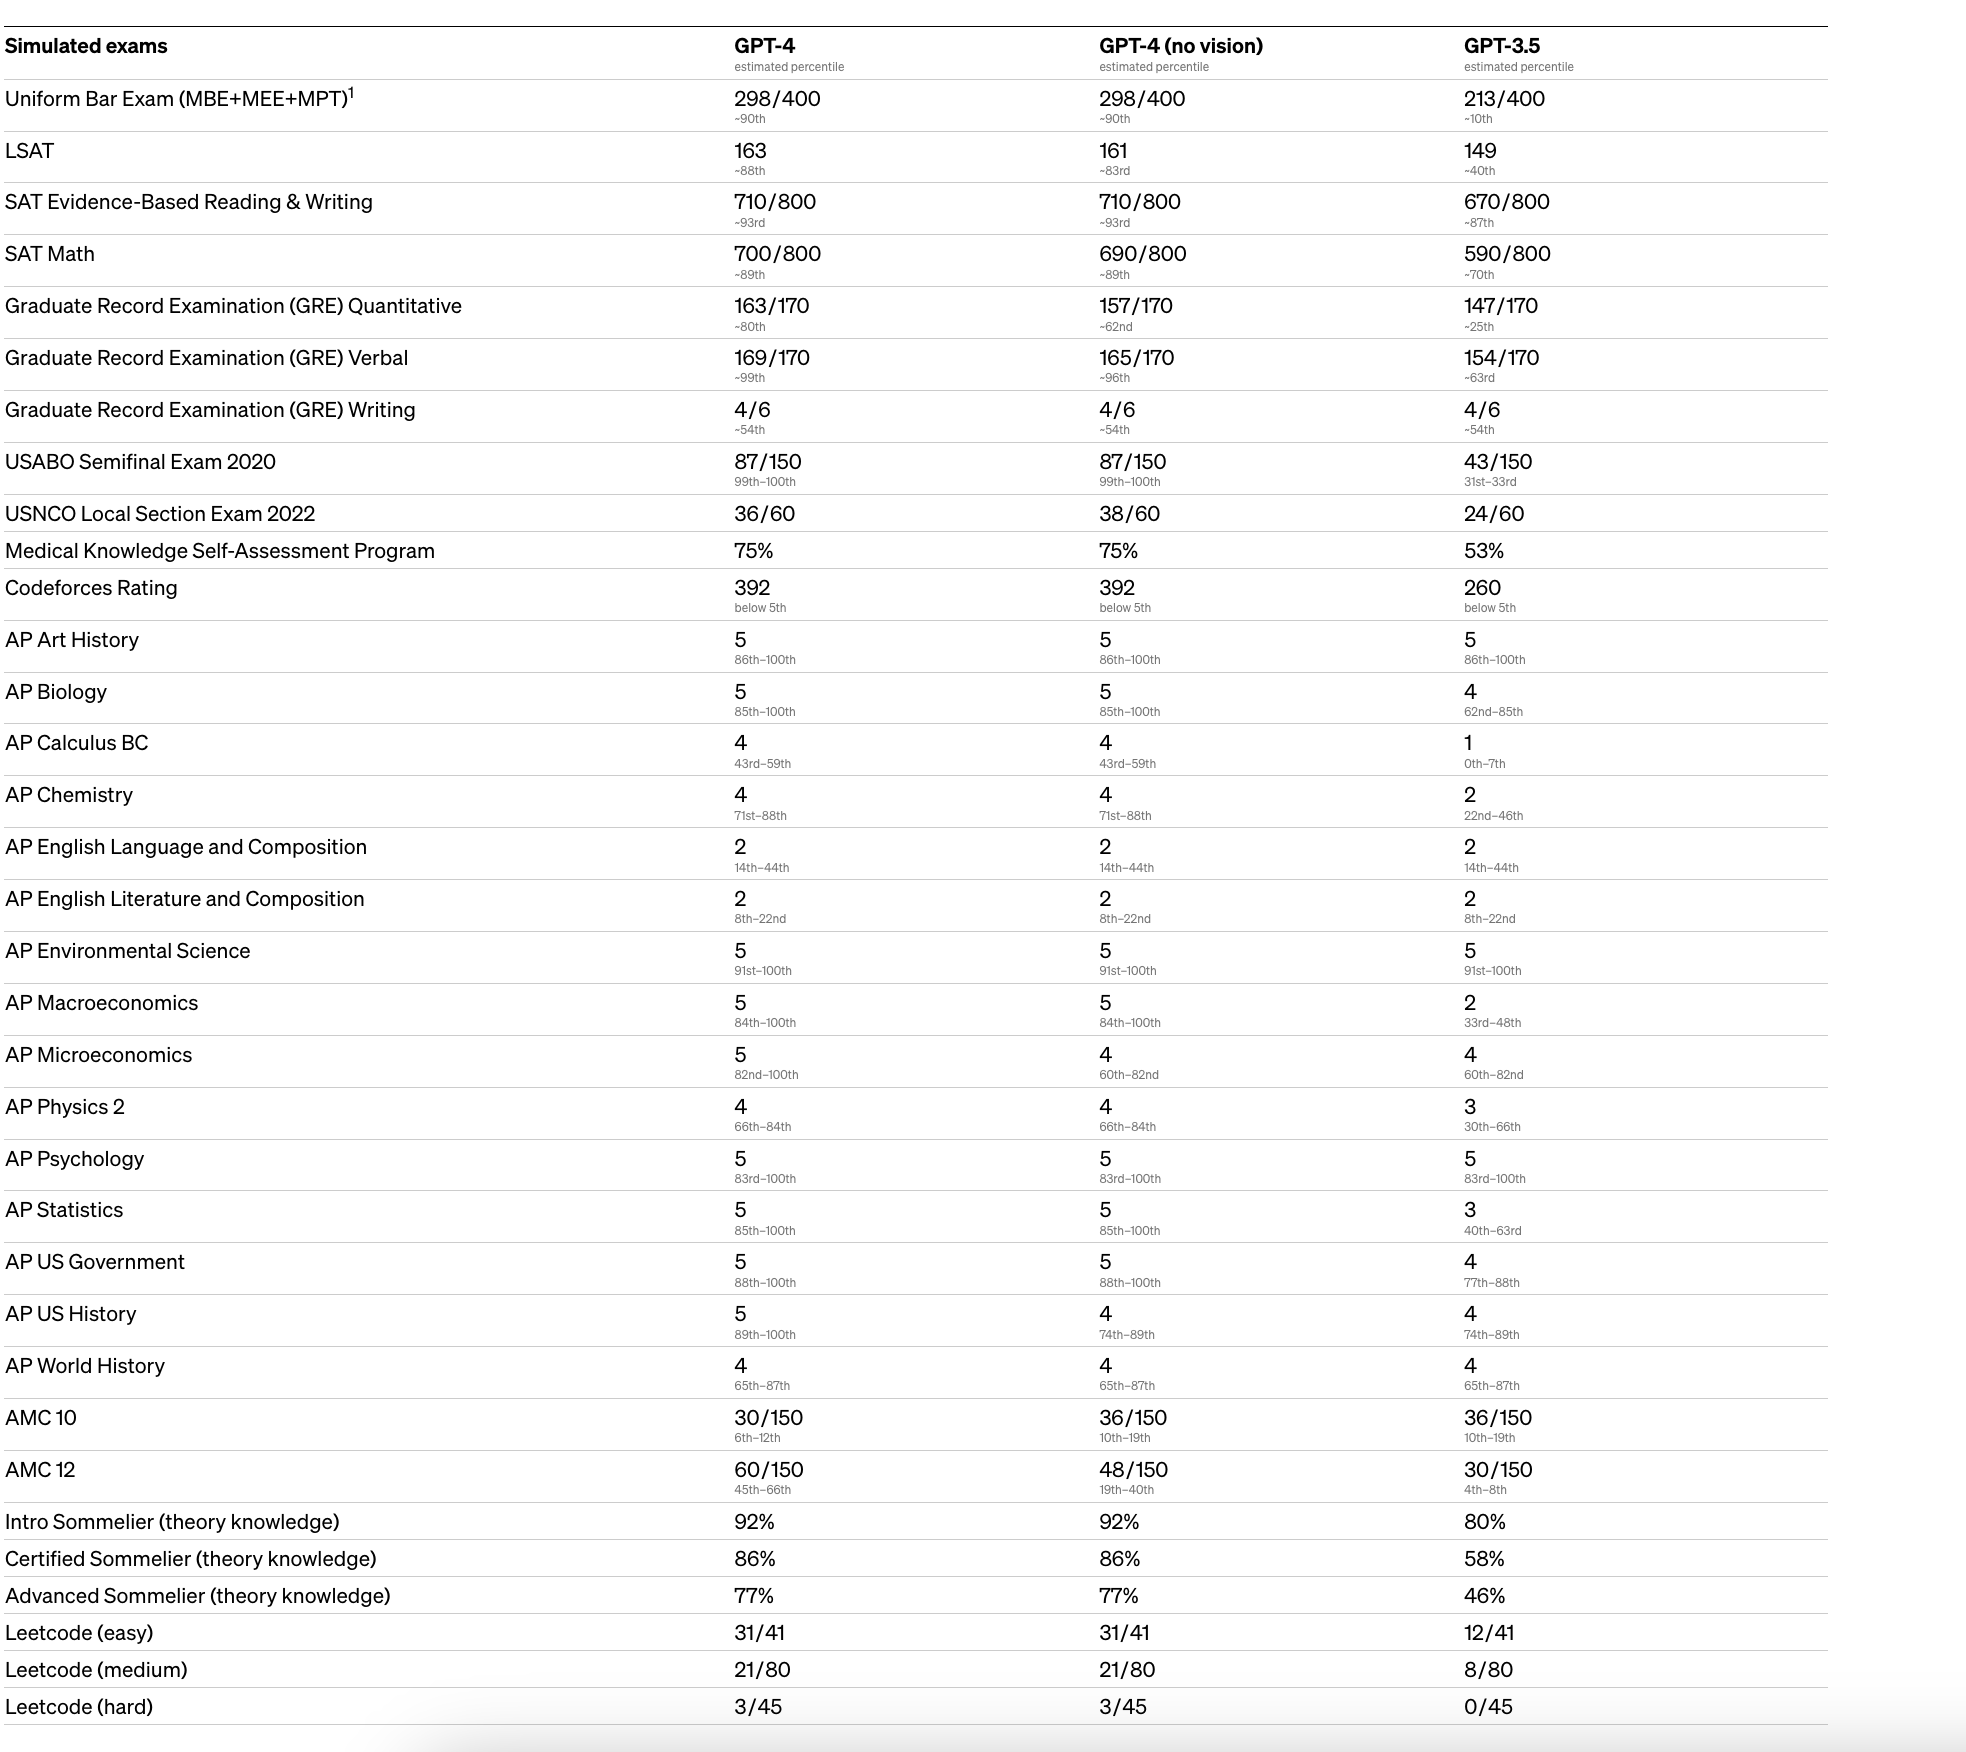 Simulated exams GPT-4 GPT-4 (no vision) GPT-3.5
estimated percentile estimated percentile estimated percentile
Uniform Bar Exam (MBE+MEE+MPT)1 298/400 298/400 213/400
~90th ~90th ~10th
LSAT 163 161 149
~88th ~83rd ~40th
SAT Evidence-Based Reading & Writing 710/800 710/800 670/800
~93rd ~93rd ~87th
SAT Math 700/800 690/800 590/800
~89th ~89th ~70th
Graduate Record Examination (GRE) Quantitative 163/170 157/170 147/170
~80th ~62nd ~25th
Graduate Record Examination (GRE) Verbal 169/170 165/170 154/170
~99th ~96th ~63rd
Graduate Record Examination (GRE) Writing 4/6 4/6 4/6
~54th ~54th ~54th
USABO Semifinal Exam 2020 87/150 87/150 43/150
99th–100th 99th–100th 31st–33rd
USNCO Local Section Exam 2022 36/60 38/60 24/60
Medical Knowledge Self-Assessment Program 75% 75% 53%
Codeforces Rating 392 392 260
below 5th below 5th below 5th
AP Art History 5 5 5
86th–100th 86th–100th 86th–100th
AP Biology 5 5 4
85th–100th 85th–100th 62nd–85th
AP Calculus BC 4 4 1
43rd–59th 43rd–59th 0th–7th
AP Chemistry 4 4 2
71st–88th 71st–88th 22nd–46th
AP English Language and Composition 2 2 2
14th–44th 14th–44th 14th–44th
AP English Literature and Composition 2 2 2
8th–22nd 8th–22nd 8th–22nd
AP Environmental Science 5 5 5
91st–100th 91st–100th 91st–100th
AP Macroeconomics 5 5 2
84th–100th 84th–100th 33rd–48th
AP Microeconomics 5 4 4
82nd–100th 60th–82nd 60th–82nd
AP Physics 2 4 4 3
66th–84th 66th–84th 30th–66th
AP Psychology 5 5 5
83rd–100th 83rd–100th 83rd–100th
AP Statistics 5 5 3
85th–100th 85th–100th 40th–63rd
AP US Government 5 5 4
88th–100th 88th–100th 77th–88th
AP US History 5 4 4
89th–100th 74th–89th 74th–89th
AP World History 4 4 4
65th–87th 65th–87th 65th–87th
AMC 10 30/150 36/150 36/150
6th–12th 10th–19th 10th–19th
AMC 12 60/150 48/150 30/150
45th–66th 19th–40th 4th–8th
Intro Sommelier (theory knowledge) 92% 92% 80%
Certified Sommelier (theory knowledge) 86% 86% 58%
Advanced Sommelier (theory knowledge) 77% 77% 46%
Leetcode (easy) 31/41 31/41 12/41
Leetcode (medium) 21/80 21/80 8/80
Leetcode (hard) 3/45 3/45 0/45